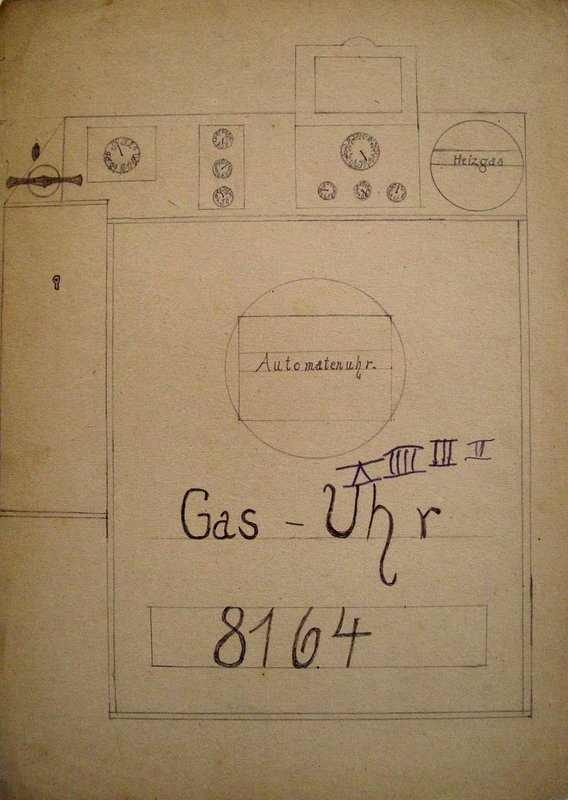 Heizgas
Automatenuhr.
IIII III II
Gas - Uhr
8164